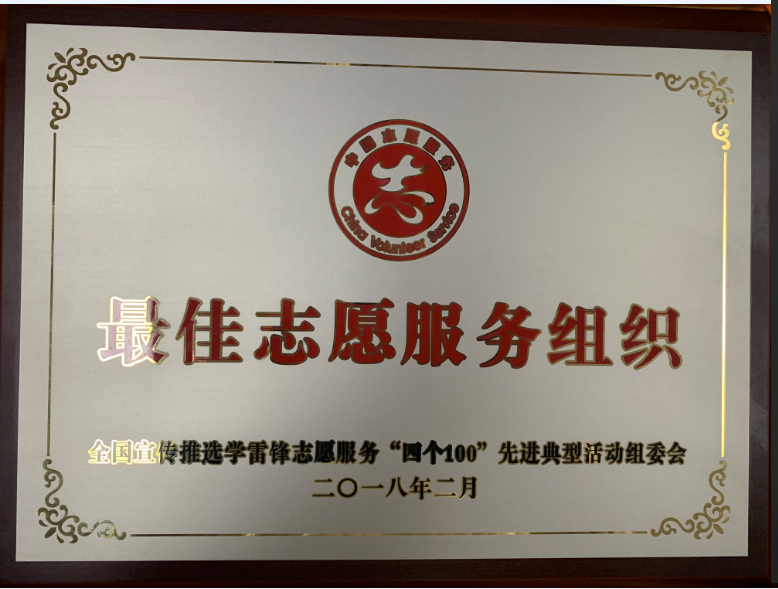 中国志愿服务
China Volunteer Service
最佳志愿服务组织
全国宣传推选学雷锋志愿服务“四个100”先进典型活动组委会
二〇一八年二月